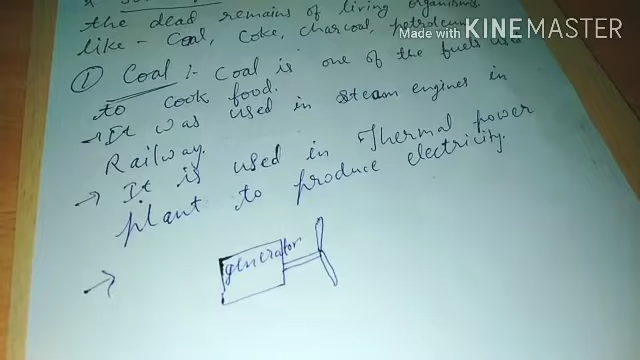 the dead remains of living organisms
like - Coal, Coke, Charcoal, petroleum
Made with KINEMASTER
① Coal :- Coal is one of the fuels used
to cook food.
→ It was used in steam engines in
Railway.
→ It is used in Thermal power
plant to produce electricity.
→
generator